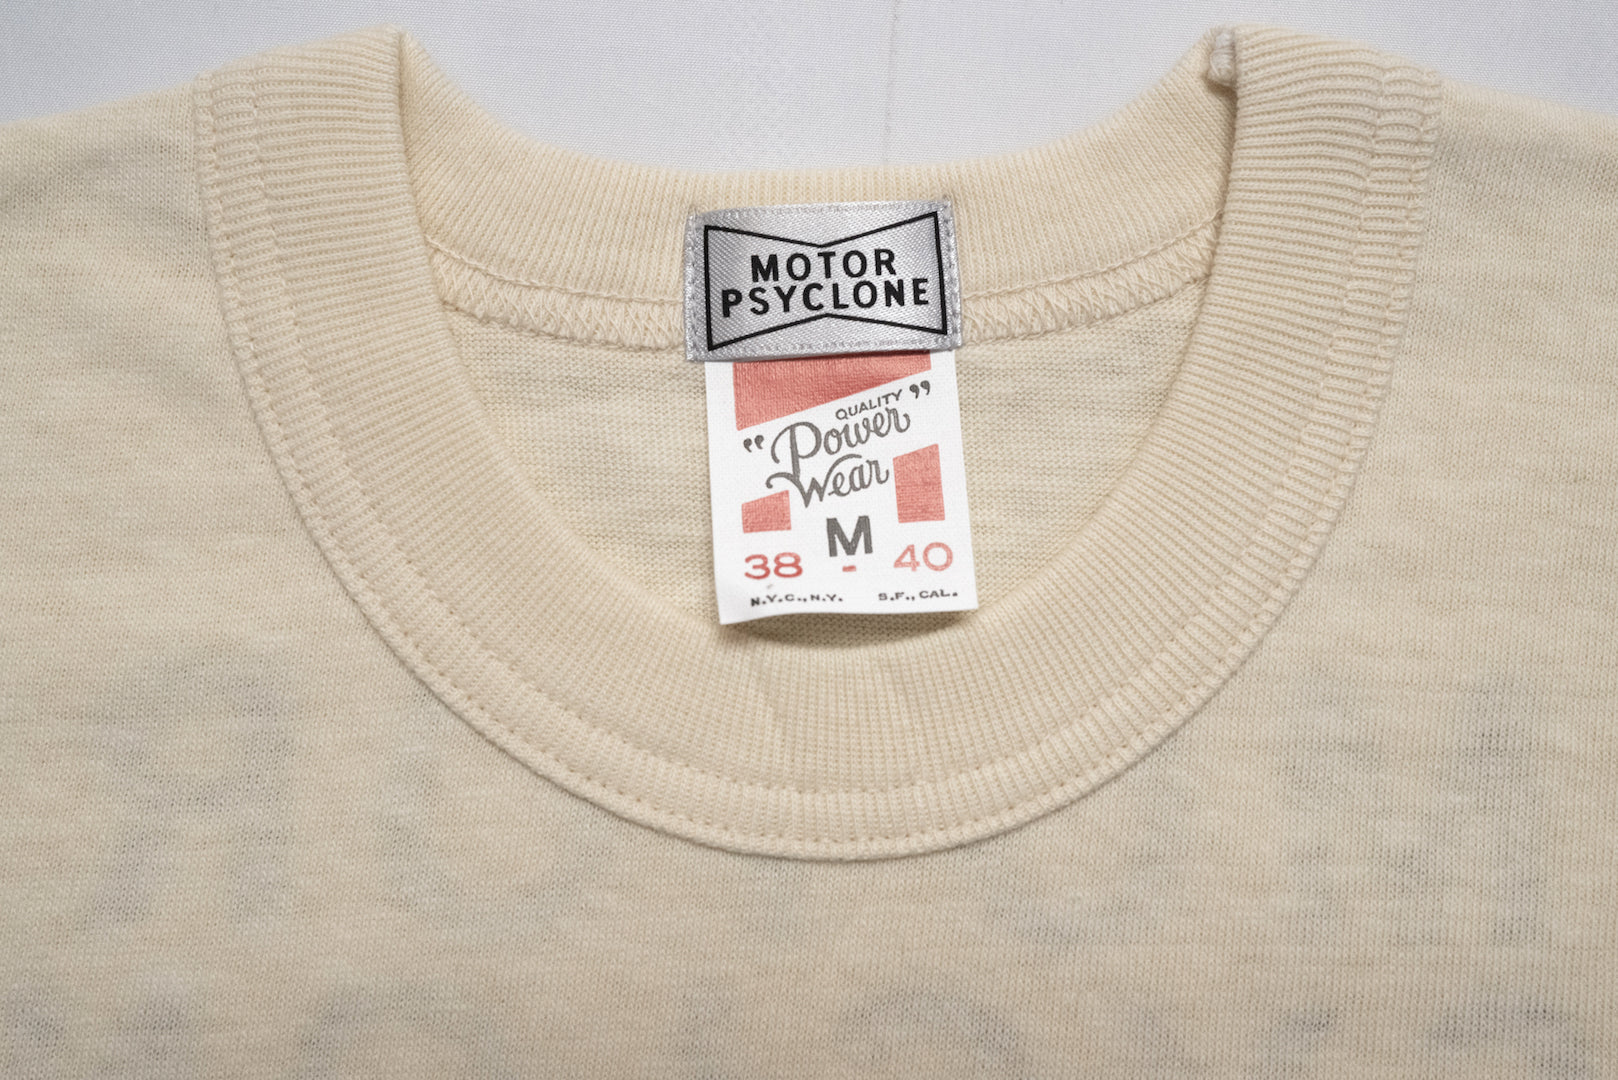 MOTOR
PSYCLONE
QUALITY
“Power”
Wear
M
38 - 40
N.Y.C., N.Y. S.F., CAL.